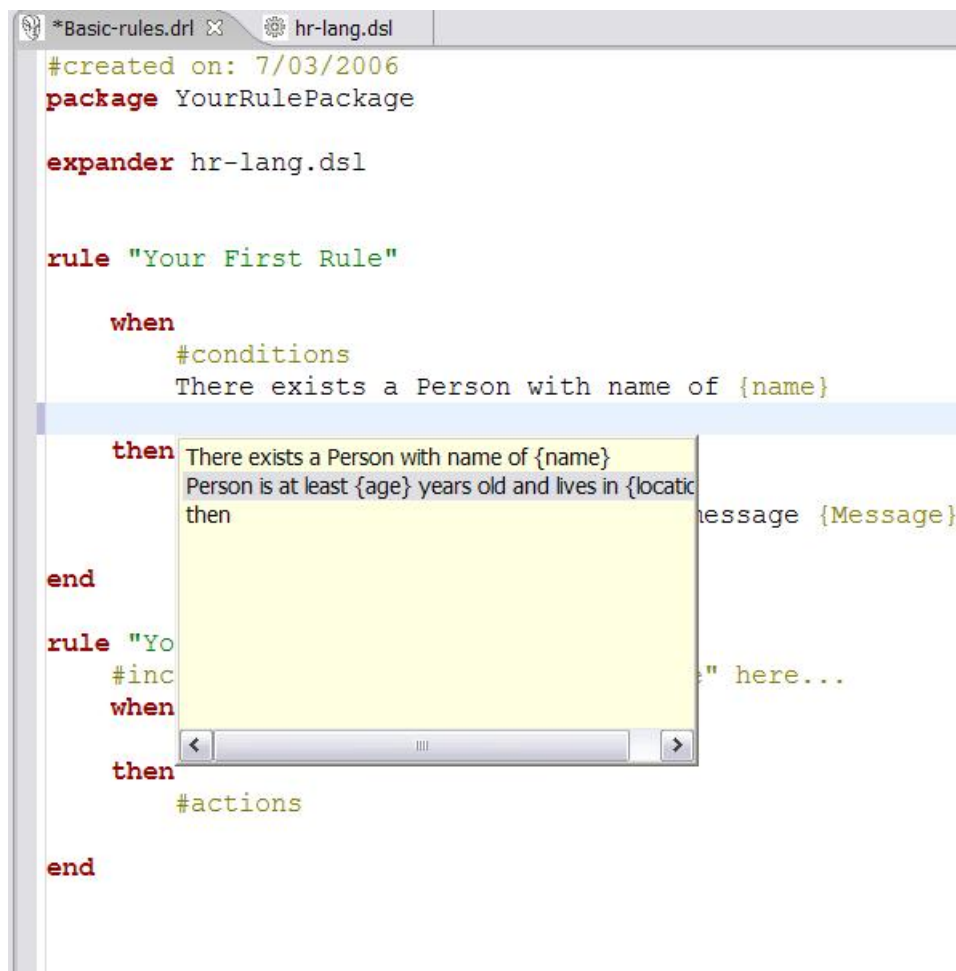 *Basic-rules.drl hr-lang.dsl
#created on: 7/03/2006
package YourRulePackage
expander hr-lang.dsl
rule "Your First Rule"
when
#conditions
There exists a Person with name of {name}
then
There exists a Person with name of {name}
Person is at least {age} years old and lives in
then
{Message}
end
rule
#inc
" here...
when
then
#actions
end